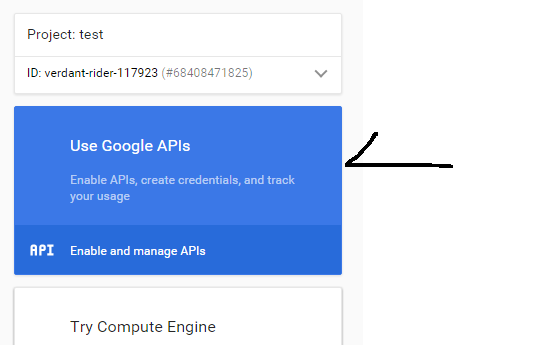 Project: test
ID: verdant-rider-117923 (#68408471825)
Use Google APIs
Enable APIs, create credentials, and track
your usage
API Enable and manage APIs
Try Compute Engine